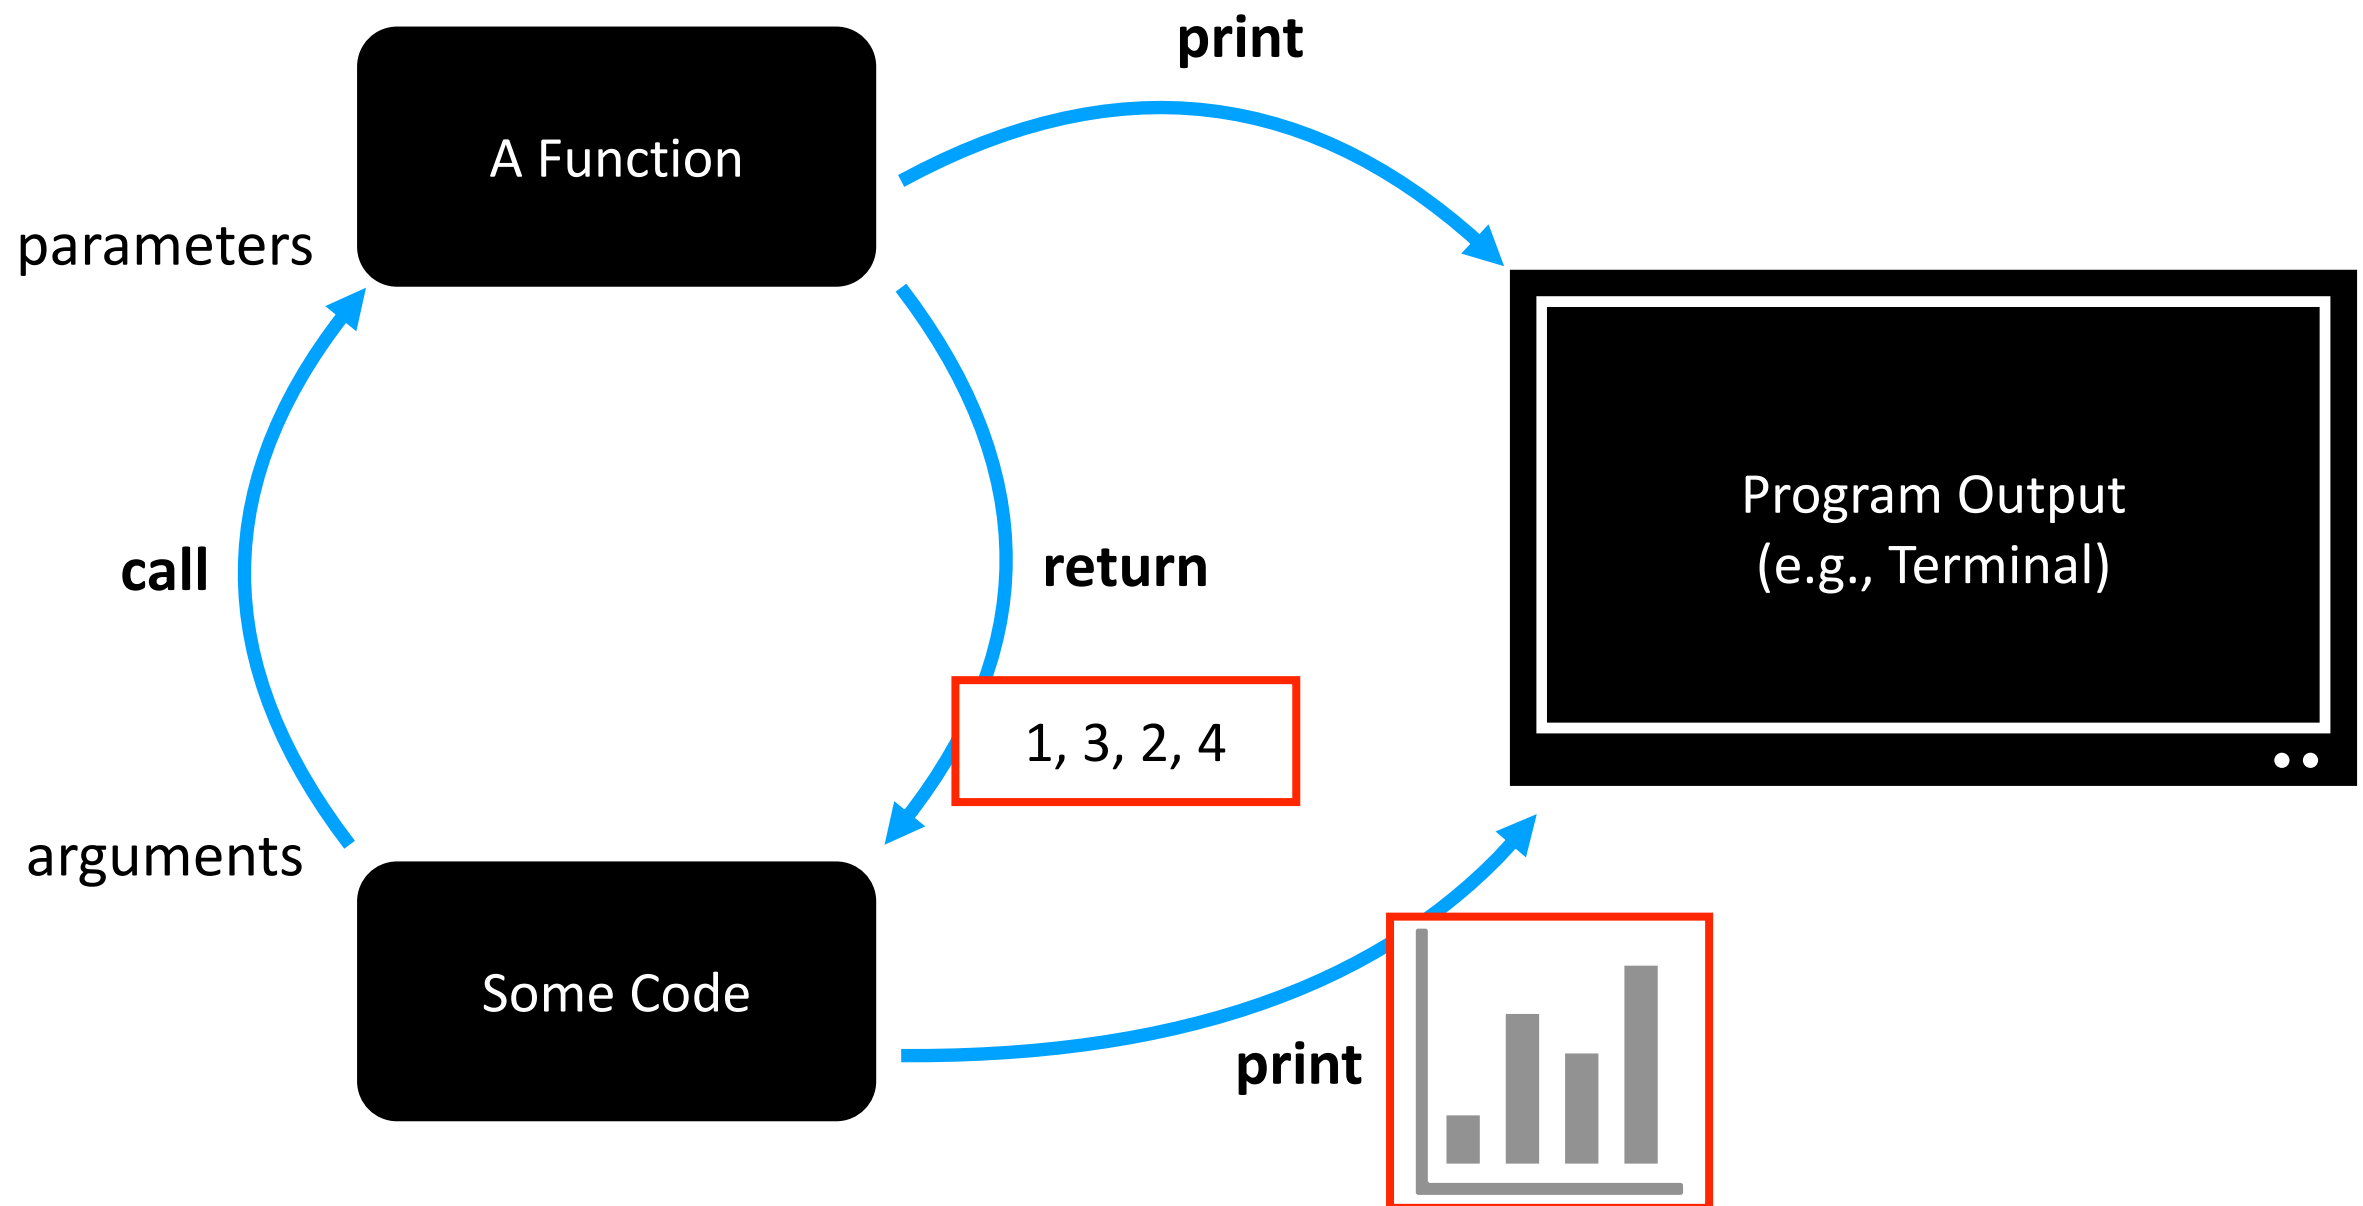 print
A Function
parameters
Program Output
(e.g., Terminal)
call
return
1, 3, 2, 4
arguments
Some Code
print